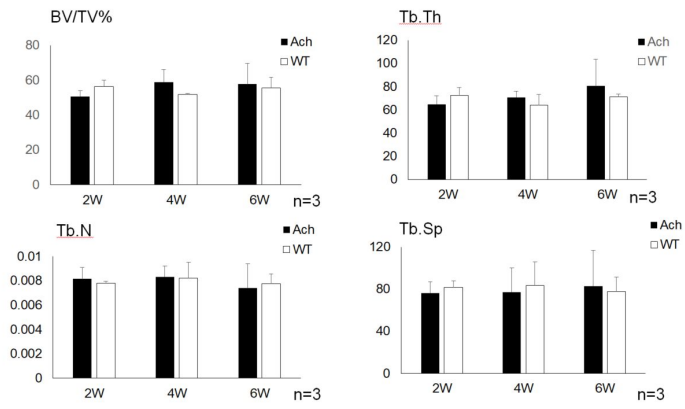 BV/TV%
Ach
WT
80
60
40
20
0
2W
4W
6W
n=3
Tb.Th
Ach
WT
120
100
80
60
40
20
0
2W
4W
6W
n=3
Tb.N
Ach
WT
0.01
0.008
0.006
0.004
0.002
0
2W
4W
6W
n=3
Tb.Sp
Ach
WT
120
80
40
0
2W
4W
6W
n=3